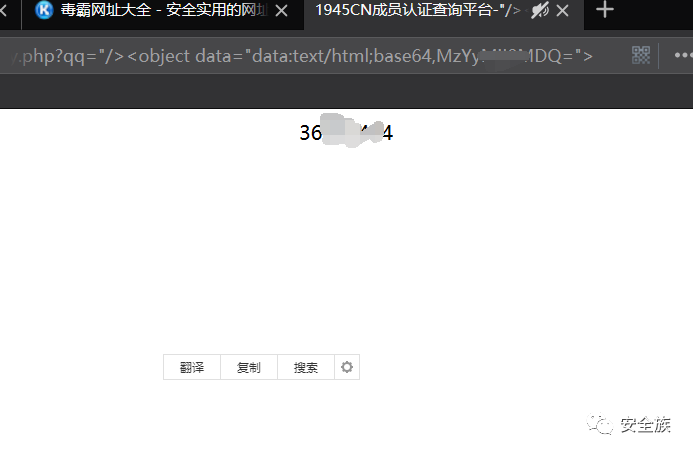 毒霸网址大全 - 安全实用的网址
1945CN成员认证查询平台-"/>
y.php?qq="/><object data="data:text/html;base64,MzYy MDQ=">
36 4
翻译 复制 搜索
安全族